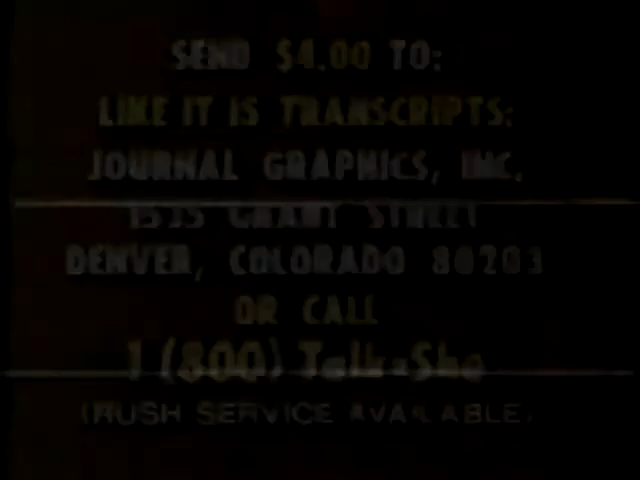 SEND $4.00 TO:
LIKE IT IS TRANSCRIPTS:
JOURNAL GRAPHICS, INC.
1535 GRANT STREET
DENVER, COLORADO 80203
OR CALL
1 (800) Talk-Sho
(RUSH SERVICE AVAILABLE)